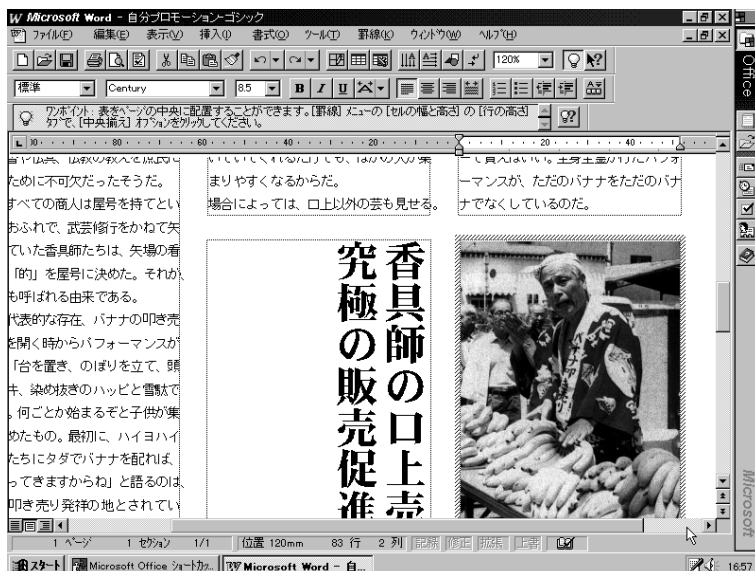 Microsoft Word - 自分プロモーション-ゴシック
ファイル(F) 編集(E) 表示(V) 挿入(I) 書式(O) ツール(T) 罫線(K) ウィンドウ(W) ヘルプ(H)
120%
標準 Century 8.5 B I U
ワンポイント: 表をページの中央に配置することができます。[罫線] メニューの [セルの幅と高さ] の [行の高さ]
タブで、[中央揃え] オプションをクリックしてください。
ために不可欠だったそうだ。
すべての商人は屋号を持てとい
おふれで、武芸修行をかねて矢
ていた香具師たちは、矢場の看
「的」を屋号に決めた。それが、
も呼ばれる由来である。
代表的な存在、バナナの叩き売
を開く時からパフォーマンスが
「台を置き、のぼりを立て、頭
キ、染め抜きのハッピと雪駄で
。何ごとか始まるぞと子供が集
めたもの。最初に、ハイヨハイ
たちにタダでバナナを配れば、
ってきますからね」と語るのは、
叩き売り発祥の地とされてい
まりやすくなるからだ。
場合によっては、口上以外の芸も見せる。
香具師の口上売
究極の販売促進
ーマンスが、ただのバナナをただのバナ
ナでなくしているのだ。
Office
Microsoft
1 ページ 1 セクション 1/1 位置 120mm 83 行 2 列 記録 修正 拡張 上書
スタート Microsoft Office ショートカッ... Microsoft Word - 自... 16:57